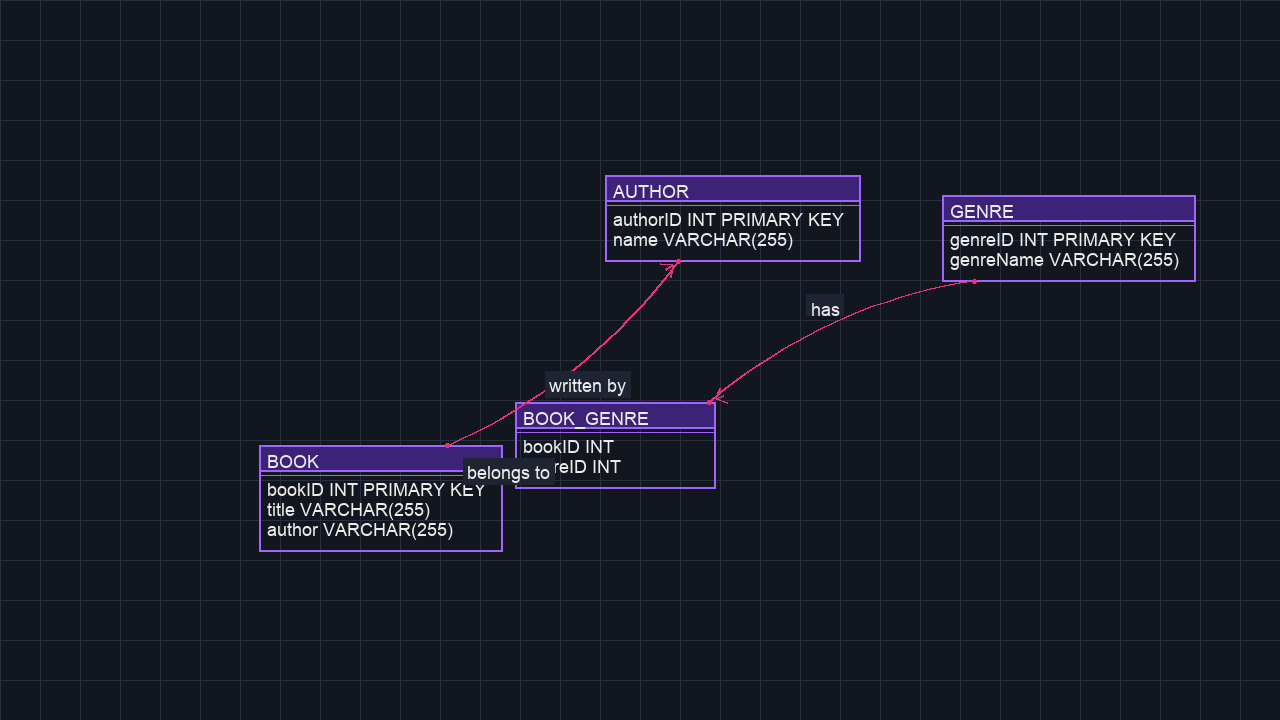 AUTHOR
authorID INT PRIMARY KEY
name VARCHAR(255)
GENRE
genreID INT PRIMARY KEY
genreName VARCHAR(255)
has
written by
BOOK_GENRE
bookID INT
reID INT
belongs to
BOOK
bookID INT PRIMARY KEY
title VARCHAR(255)
author VARCHAR(255)